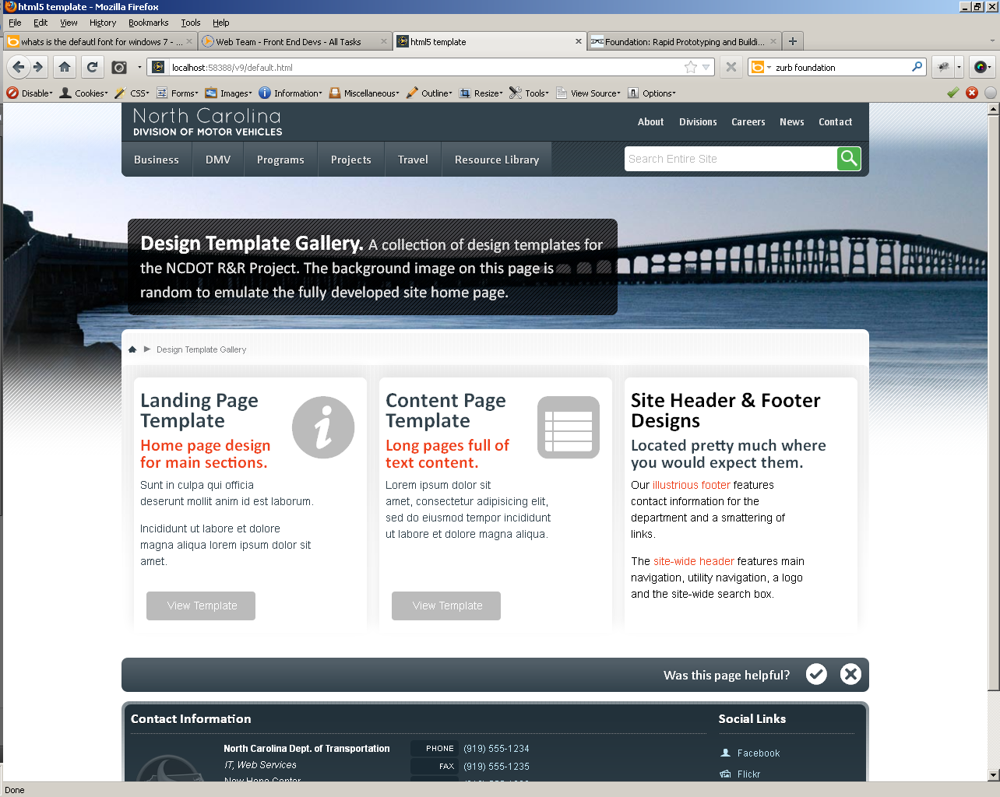 html5 template - Mozilla Firefox
File Edit View History Bookmarks Tools Help
whats is the defautl font for windows 7 - ...
Web Team - Front End Devs - All Tasks
html5 template
Foundation: Rapid Prototyping and Buildi...
localhost:58388/v9/default.html
zurb foundation
Disable Cookies CSS Forms Images Information Miscellaneous Outline Resize Tools View Source Options
North Carolina
DIVISION OF MOTOR VEHICLES
About Divisions Careers News Contact
Business DMV Programs Projects Travel Resource Library
Search Entire Site
Design Template Gallery. A collection of design templates for
the NCDOT R&R Project. The background image on this page is
random to emulate the fully developed site home page.
Design Template Gallery
Landing Page
Template
Home page design
for main sections.
Sunt in culpa qui officia
deserunt mollit anim id est laborum.
Incididunt ut labore et dolore
magna aliqua lorem ipsum dolor sit
amet.
View Template
Content Page
Template
Long pages full of
text content.
Lorem ipsum dolor sit
amet, consectetur adipisicing elit,
sed do eiusmod tempor incididunt
ut labore et dolore magna aliqua.
View Template
Site Header & Footer
Designs
Located pretty much where
you would expect them.
Our illustrious footer features
contact information for the
department and a smattering of
links.
The site-wide header features main
navigation, utility navigation, a logo
and the site-wide search box.
Was this page helpful?
Contact Information
North Carolina Dept. of Transportation
IT, Web Services
New Hope Center
PHONE (919) 555-1234
FAX (919) 555-1235
Social Links
Facebook
Flickr
Done